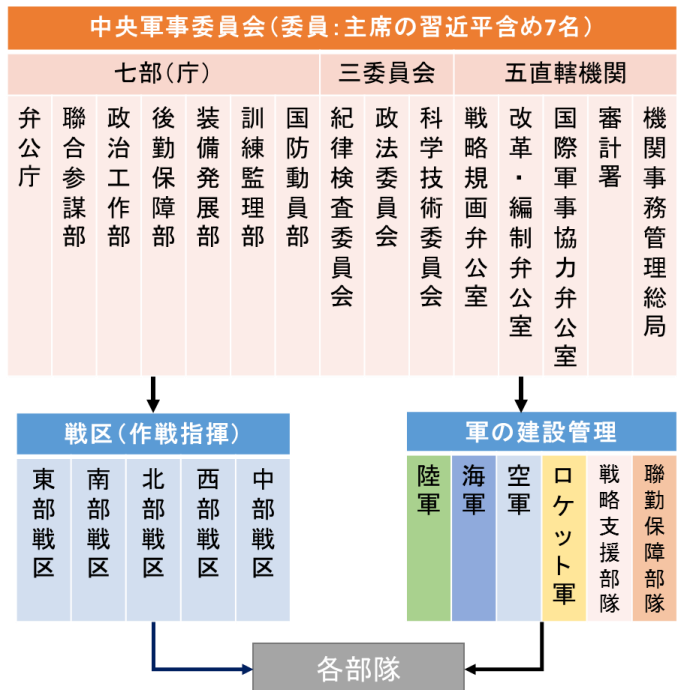 中央軍事委員会（委員：主席の習近平含め7名）
七部（庁）
三委員会
五直轄機関
弁公庁
聯合参謀部
政治工作部
後勤保障部
装備発展部
訓練監理部
国防動員部
紀律検査委員会
政法委員会
科学技術委員会
戦略規画弁公室
改革・編制弁公室
国際軍事協力弁公室
審計署
機関事務管理総局
戦区（作戦指揮）
軍の建設管理
東部戦区
南部戦区
北部戦区
西部戦区
中部戦区
陸軍
海軍
空軍
ロケット軍
戦略支援部隊
聯勤保障部隊
各部隊